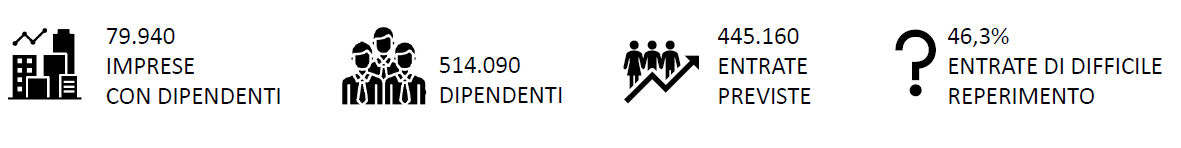 79.940
IMPRESE
CON DIPENDENTI
514.090
DIPENDENTI
445.160
ENTRATE
PREVISTE
46,3%
ENTRATE DI DIFFICILE
REPERIMENTO